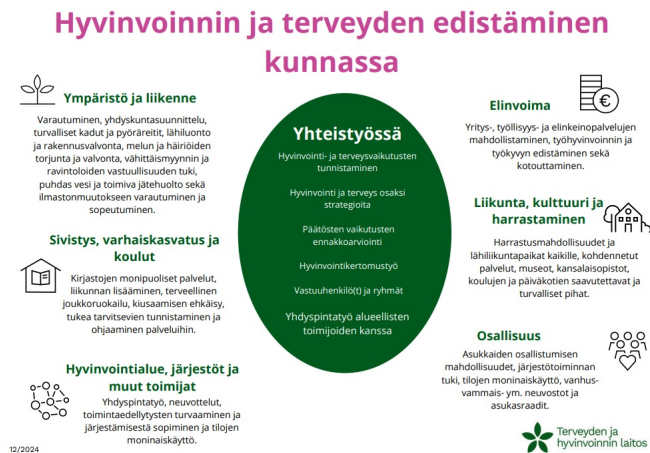 Hyvinvoinnin ja terveyden edistäminen
kunnassa
Ympäristö ja liikenne
Varautuminen, yhdyskuntasuunnittelu,
turvalliset kadut ja pyöräreitit, lähiluonto
ja rakennusvalvonta, melun ja häiriöiden
torjunta ja valvonta, vähittäismyynnin ja
ravintoloiden vastuullisuuden tuki,
puhdas vesi ja toimiva jätehuolto sekä
ilmastonmuutokseen varautuminen ja
sopeutuminen.
Sivistys, varhaiskasvatus ja
koulut
Kirjastojen monipuoliset palvelut,
liikunnan lisääminen, terveellinen
joukkoruokailu, kiusaamisen ehkäisy,
tukea tarvitsevien tunnistaminen ja
ohjaaminen palveluihin.
Hyvinvointialue, järjestöt ja
muut toimijat
Yhdyspintatyö, neuvottelut,
toimintaedellytysten turvaaminen ja
järjestämisestä sopiminen ja tilojen
moninaiskäyttö.
12/2024
Yhteistyössä
Hyvinvointi- ja terveysvaikutusten
tunnistaminen
Hyvinvointi ja terveys osaksi
strategioita
Päätösten vaikutusten
ennakkoarviointi
Hyvinvointikertomustyö
Vastuuhenkilö(t) ja ryhmät
Yhdyspintatyö alueellisten
toimijoiden kanssa
Elinvoima
€
Yritys-, työllisyys- ja elinkeinopalvelujen
mahdollistaminen, työhyvinvoinnin ja
työkyvyn edistäminen sekä
kotouttaminen.
Liikunta, kulttuuri ja
harrastaminen
Harrastusmahdollisuudet ja
lähiliikuntapaikat kaikille, kohdennetut
palvelut, museot, kansalaisopistot,
koulujen ja päiväkotien saavutettavat ja
turvalliset pihat.
Osallisuus
Asukkaiden osallistumisen
mahdollisuudet, järjestötoiminnan
tuki, tilojen moninaiskäyttö, vanhus-
vammais- ym. neuvostot ja
asukasraadit.
Terveyden ja
hyvinvoinnin laitos